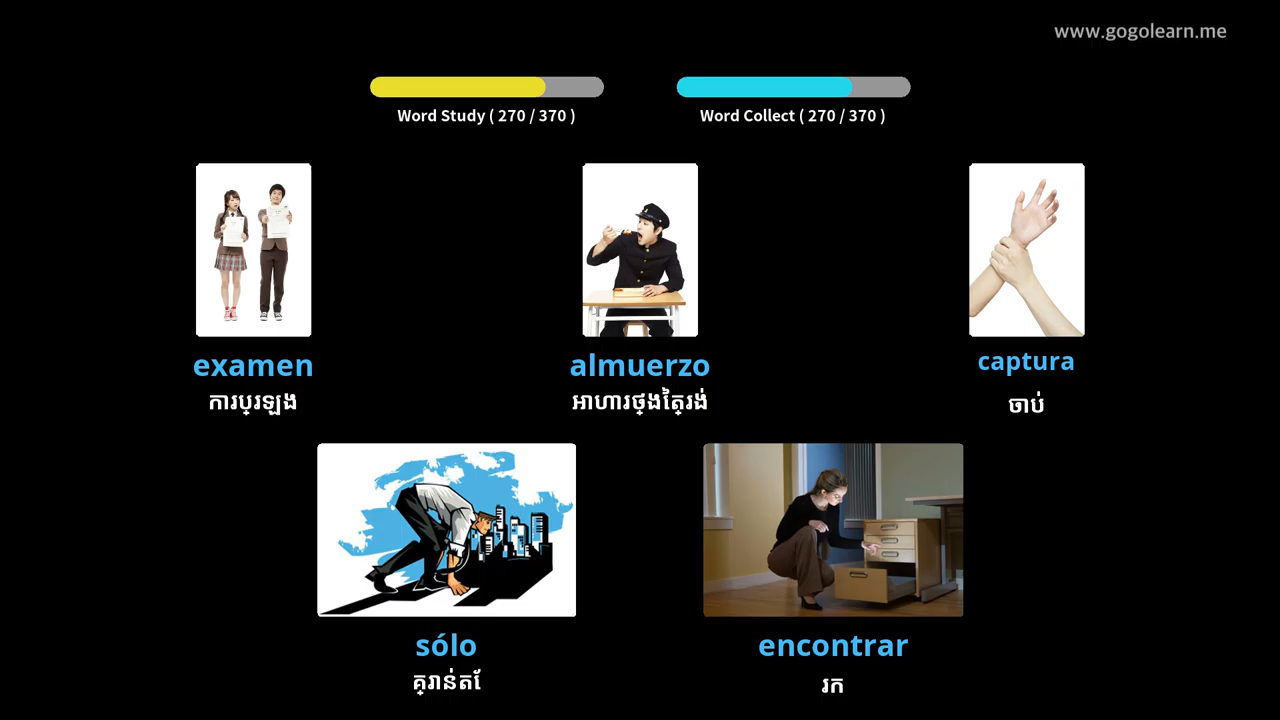 www.gogolearn.me
Word Study ( 270 / 370 )
Word Collect ( 270 / 370 )
examen
ការប្រឡង
almuerzo
អាហារថ្ងៃត្រង់
captura
ចាប់
sólo
គ្រាន់តែ
encontrar
រក